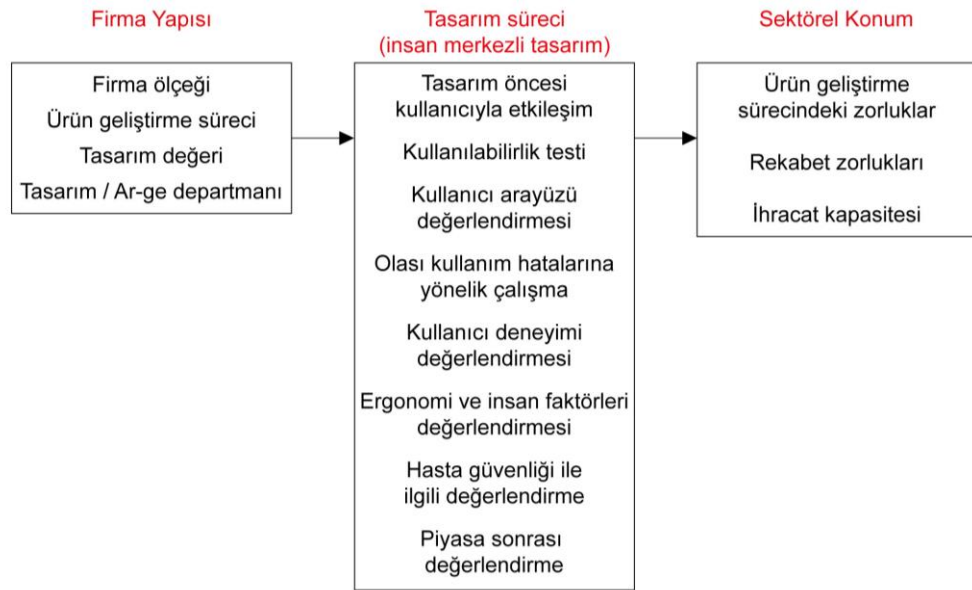 Firma Yapısı
Firma ölçeği
Ürün geliştirme süreci
Tasarım değeri
Tasarım / Ar-ge departmanı
Tasarım süreci
(insan merkezli tasarım)
Tasarım öncesi
kullanıcıyla etkileşim
Kullanılabilirlik testi
Kullanıcı arayüzü
değerlendirmesi
Olası kullanım hatalarına
yönelik çalışma
Kullanıcı deneyimi
değerlendirmesi
Ergonomi ve insan faktörleri
değerlendirmesi
Hasta güvenliği ile
ilgili değerlendirme
Piyasa sonrası
değerlendirme
Sektörel Konum
Ürün geliştirme
sürecindeki zorluklar
Rekabet zorlukları
İhracat kapasitesi